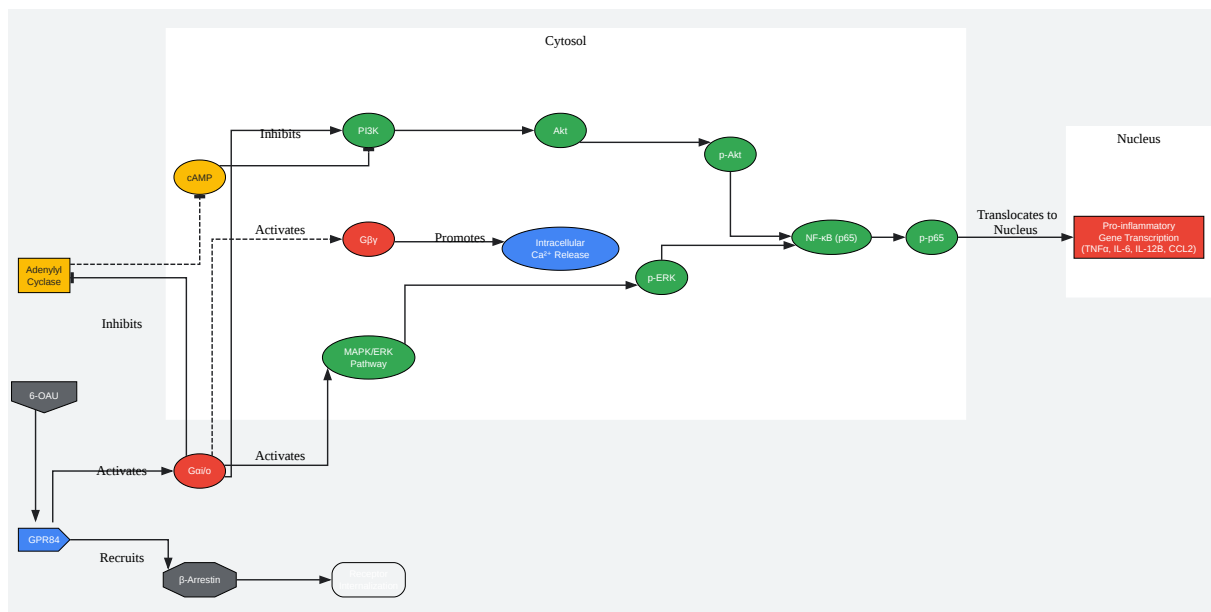 Cytosol
Nucleus
Inhibits
PI3K
Akt
p-Akt
cAMP
Activates
Gβγ
Promotes
Intracellular
Ca²⁺ Release
NF-κB (p65)
p-p65
Translocates to
Nucleus
Pro-inflammatory
Gene Transcription
(TNFα, IL-6, IL-12B, CCL2)
Adenylyl
Cyclase
p-ERK
Inhibits
MAPK/ERK
Pathway
6-OAU
Activates
Activates
Gαi/o
GPR84
Recruits
β-Arrestin